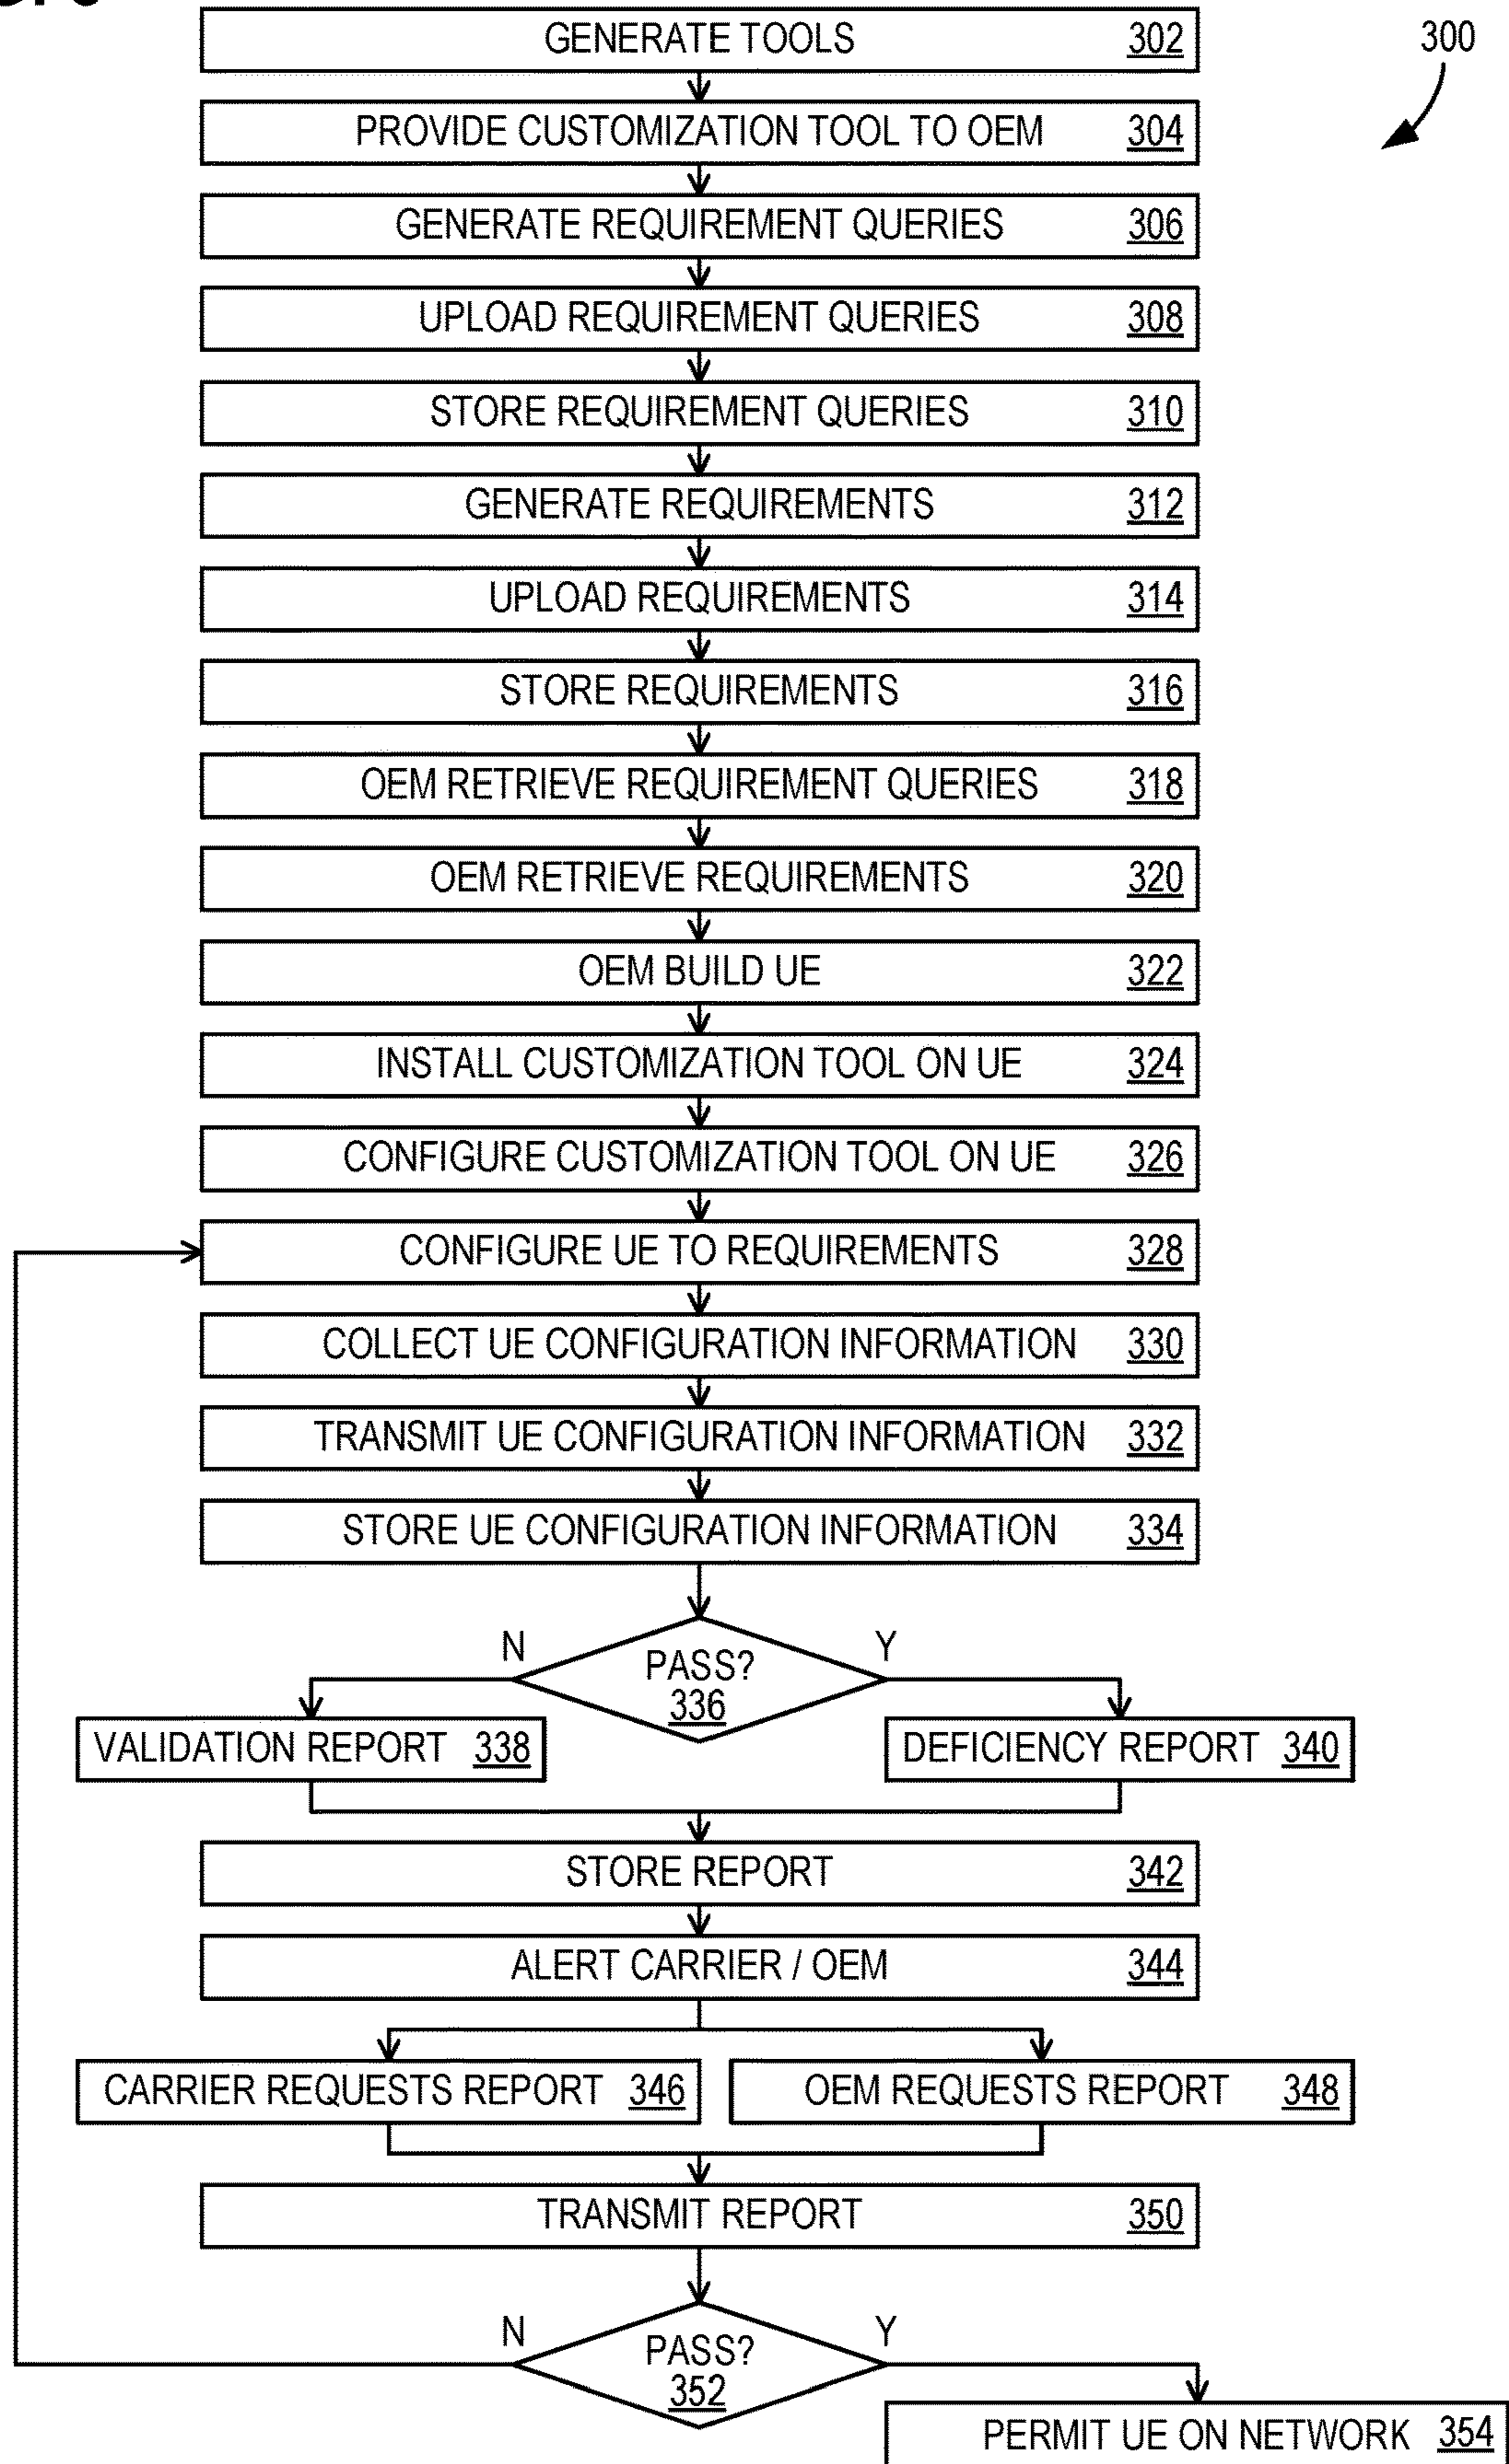 GENERATE TOOLS 302
300
PROVIDE CUSTOMIZATION TOOL TO OEM 304
GENERATE REQUIREMENT QUERIES 306
UPLOAD REQUIREMENT QUERIES 308
STORE REQUIREMENT QUERIES 310
GENERATE REQUIREMENTS 312
UPLOAD REQUIREMENTS 314
STORE REQUIREMENTS 316
OEM RETRIEVE REQUIREMENT QUERIES 318
OEM RETRIEVE REQUIREMENTS 320
OEM BUILD UE 322
INSTALL CUSTOMIZATION TOOL ON UE 324
CONFIGURE CUSTOMIZATION TOOL ON UE 326
CONFIGURE UE TO REQUIREMENTS 328
COLLECT UE CONFIGURATION INFORMATION 330
TRANSMIT UE CONFIGURATION INFORMATION 332
STORE UE CONFIGURATION INFORMATION 334
N
Y
PASS?
336
VALIDATION REPORT 338
DEFICIENCY REPORT 340
STORE REPORT 342
ALERT CARRIER / OEM 344
CARRIER REQUESTS REPORT 346
OEM REQUESTS REPORT 348
TRANSMIT REPORT 350
N
Y
PASS?
352
PERMIT UE ON NETWORK 354